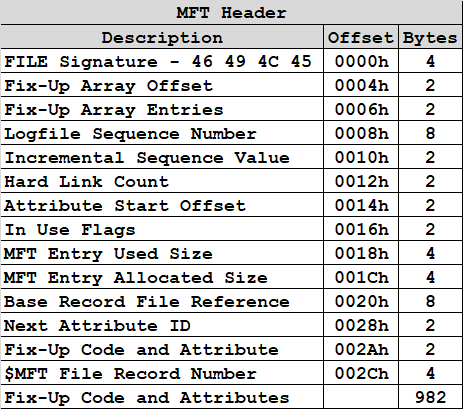 MFT Header
Description Offset Bytes
FILE Signature - 46 49 4C 45 0000h 4
Fix-Up Array Offset 0004h 2
Fix-Up Array Entries 0006h 2
Logfile Sequence Number 0008h 8
Incremental Sequence Value 0010h 2
Hard Link Count 0012h 2
Attribute Start Offset 0014h 2
In Use Flags 0016h 2
MFT Entry Used Size 0018h 4
MFT Entry Allocated Size 001Ch 4
Base Record File Reference 0020h 8
Next Attribute ID 0028h 2
Fix-Up Code and Attribute 002Ah 2
$MFT File Record Number 002Ch 4
Fix-Up Code and Attributes 982